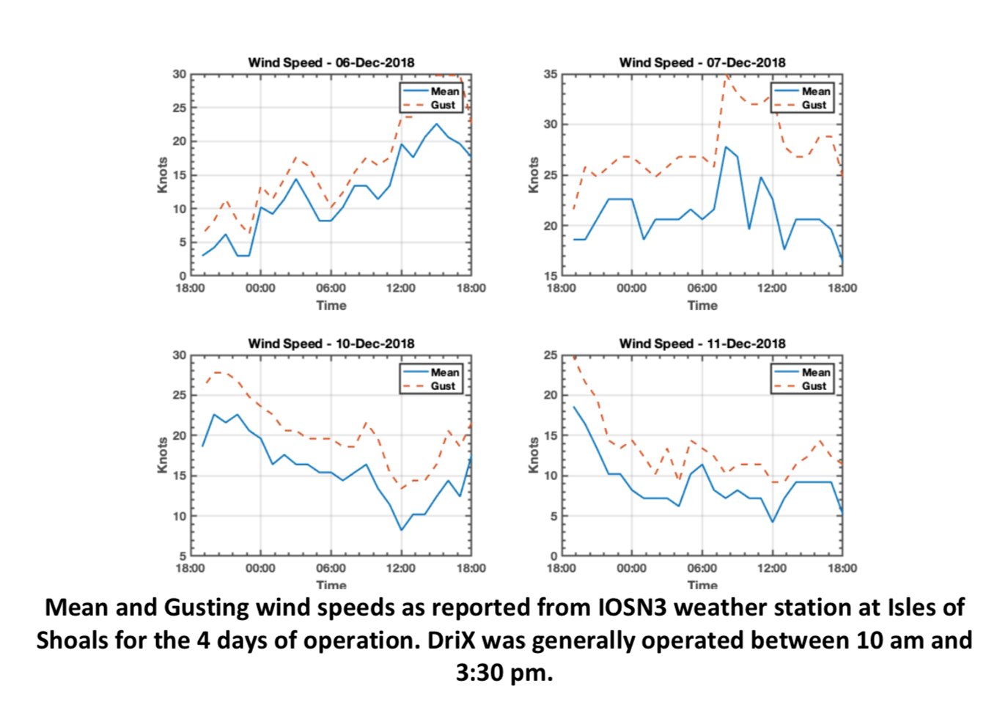 Wind Speed - 06-Dec-2018
30
25
20
15
10
5
0
Knots
Mean
Gust
18:00 00:00 06:00 12:00 18:00
Time
Wind Speed - 07-Dec-2018
35
30
25
20
15
Knots
Mean
Gust
18:00 00:00 06:00 12:00 18:00
Time
Wind Speed - 10-Dec-2018
30
25
20
15
10
5
Knots
Mean
Gust
18:00 00:00 06:00 12:00 18:00
Time
Wind Speed - 11-Dec-2018
25
20
15
10
5
0
Knots
Mean
Gust
18:00 00:00 06:00 12:00 18:00
Time
Mean and Gusting wind speeds as reported from IOSN3 weather station at Isles of
Shoals for the 4 days of operation. DriX was generally operated between 10 am and
3:30 pm.